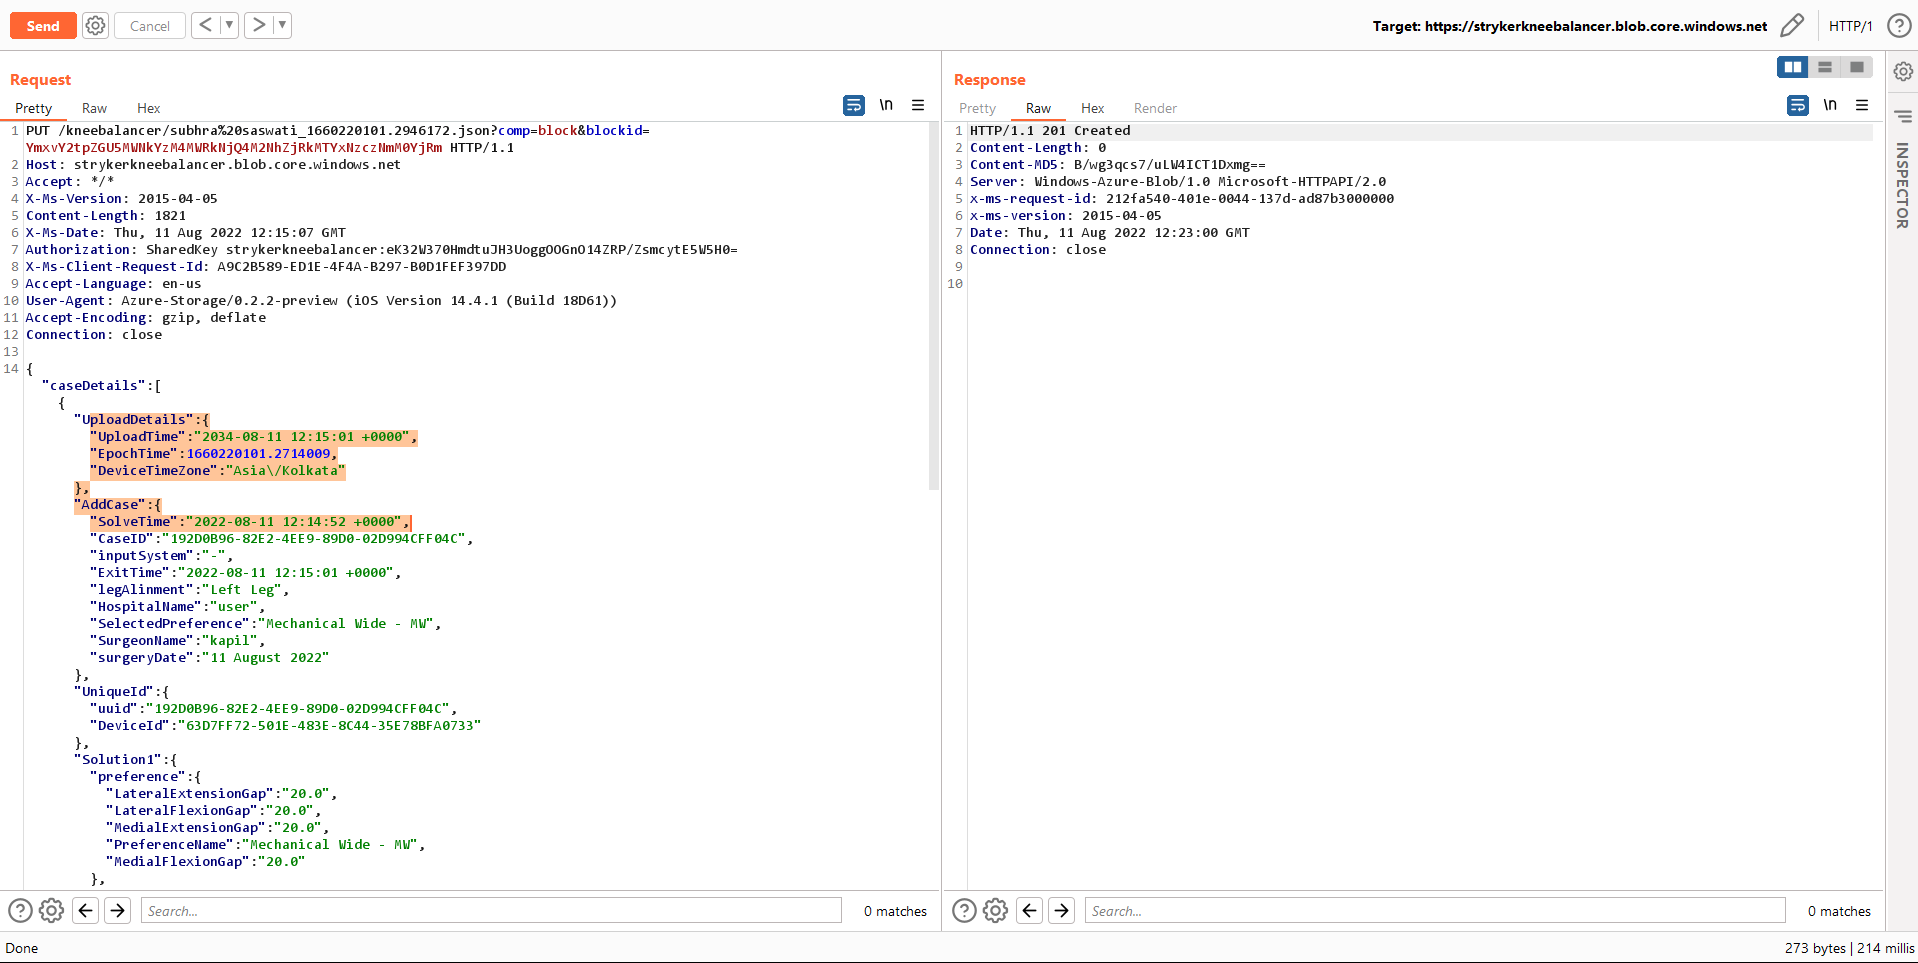 Send
Cancel
Target: https://strykerkneebalancer.blob.core.windows.net
HTTP/1
Request
Pretty Raw Hex
\n
1 PUT /kneebalancer/subhra%20saswati_1660220101.2946172.json?comp=block&blockid=
YmxvY2tpZGU5MWNkYzM4MWRkNjQ4M2NhZjRkMTYxNzczNmM0YjRm HTTP/1.1
2 Host: strykerkneebalancer.blob.core.windows.net
3 Accept: */*
4 X-Ms-Version: 2015-04-05
5 Content-Length: 1821
6 X-Ms-Date: Thu, 11 Aug 2022 12:15:07 GMT
7 Authorization: SharedKey strykerkneebalancer:eK32W370HmdtuJH3UoggOOGnO14ZRP/ZsmcytE5W5H0=
8 X-Ms-Client-Request-Id: A9C2B589-ED1E-4F4A-B297-B0D1FEF397DD
9 Accept-Language: en-us
10 User-Agent: Azure-Storage/0.2.2-preview (iOS Version 14.4.1 (Build 18D61))
11 Accept-Encoding: gzip, deflate
12 Connection: close
13
14 {
"caseDetails":[
{
"UploadDetails":{
"UploadTime":"2034-08-11 12:15:01 +0000",
"EpochTime":1660220101.2714009,
"DeviceTimeZone":"Asia\/Kolkata"
},
"AddCase":{
"SolveTime":"2022-08-11 12:14:52 +0000",
"CaseID":"192D0B96-82E2-4EE9-89D0-02D994CFF04C",
"inputSystem":"-",
"ExitTime":"2022-08-11 12:15:01 +0000",
"legAlinment":"Left Leg",
"HospitalName":"user",
"SelectedPreference":"Mechanical Wide - MW",
"SurgeonName":"kapil",
"surgeryDate":"11 August 2022"
},
"UniqueId":{
"uuid":"192D0B96-82E2-4EE9-89D0-02D994CFF04C",
"DeviceId":"63D7FF72-501E-483E-8C44-35E78BFA0733"
},
"Solution1":{
"preference":{
"LateralExtensionGap":"20.0",
"LateralFlexionGap":"20.0",
"MedialExtensionGap":"20.0",
"PreferenceName":"Mechanical Wide - MW",
"MedialFlexionGap":"20.0"
},
Search...
0 matches
Response
Pretty Raw Hex Render
\n
1 HTTP/1.1 201 Created
2 Content-Length: 0
3 Content-MD5: B/wg3qcs7/uLW4ICT1Dxmg==
4 Server: Windows-Azure-Blob/1.0 Microsoft-HTTPAPI/2.0
5 x-ms-request-id: 212fa540-401e-0044-137d-ad87b3000000
6 x-ms-version: 2015-04-05
7 Date: Thu, 11 Aug 2022 12:23:00 GMT
8 Connection: close
9
10
Search...
0 matches
INSPECTOR
Done
273 bytes | 214 millis